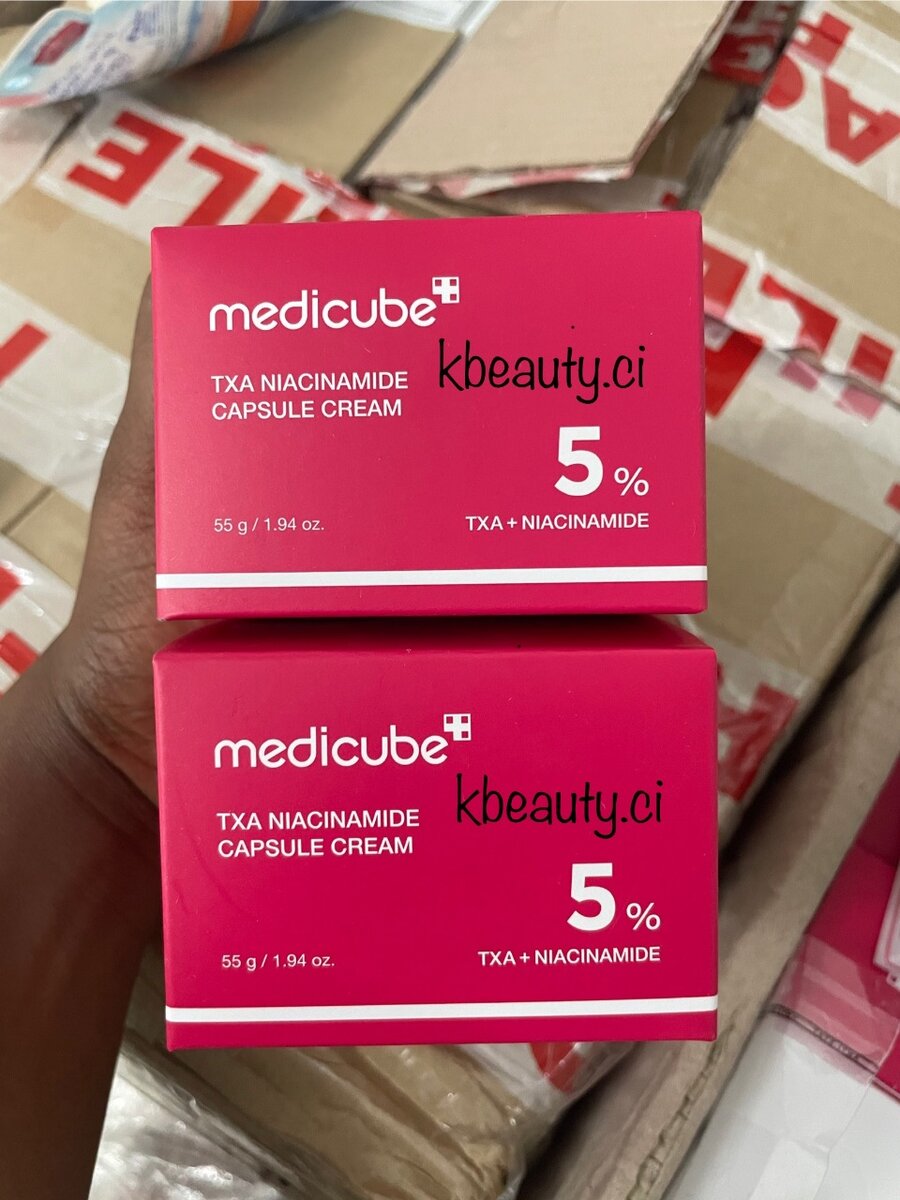 medicube
kbeauty.ci
TXA NIACINAMIDE
CAPSULE CREAM
5 %
55 g / 1.94 oz.
TXA + NIACINAMIDE
medicube
kbeauty.ci
TXA NIACINAMIDE
CAPSULE CREAM
5 %
55 g / 1.94 oz.
TXA + NIACINAMIDE